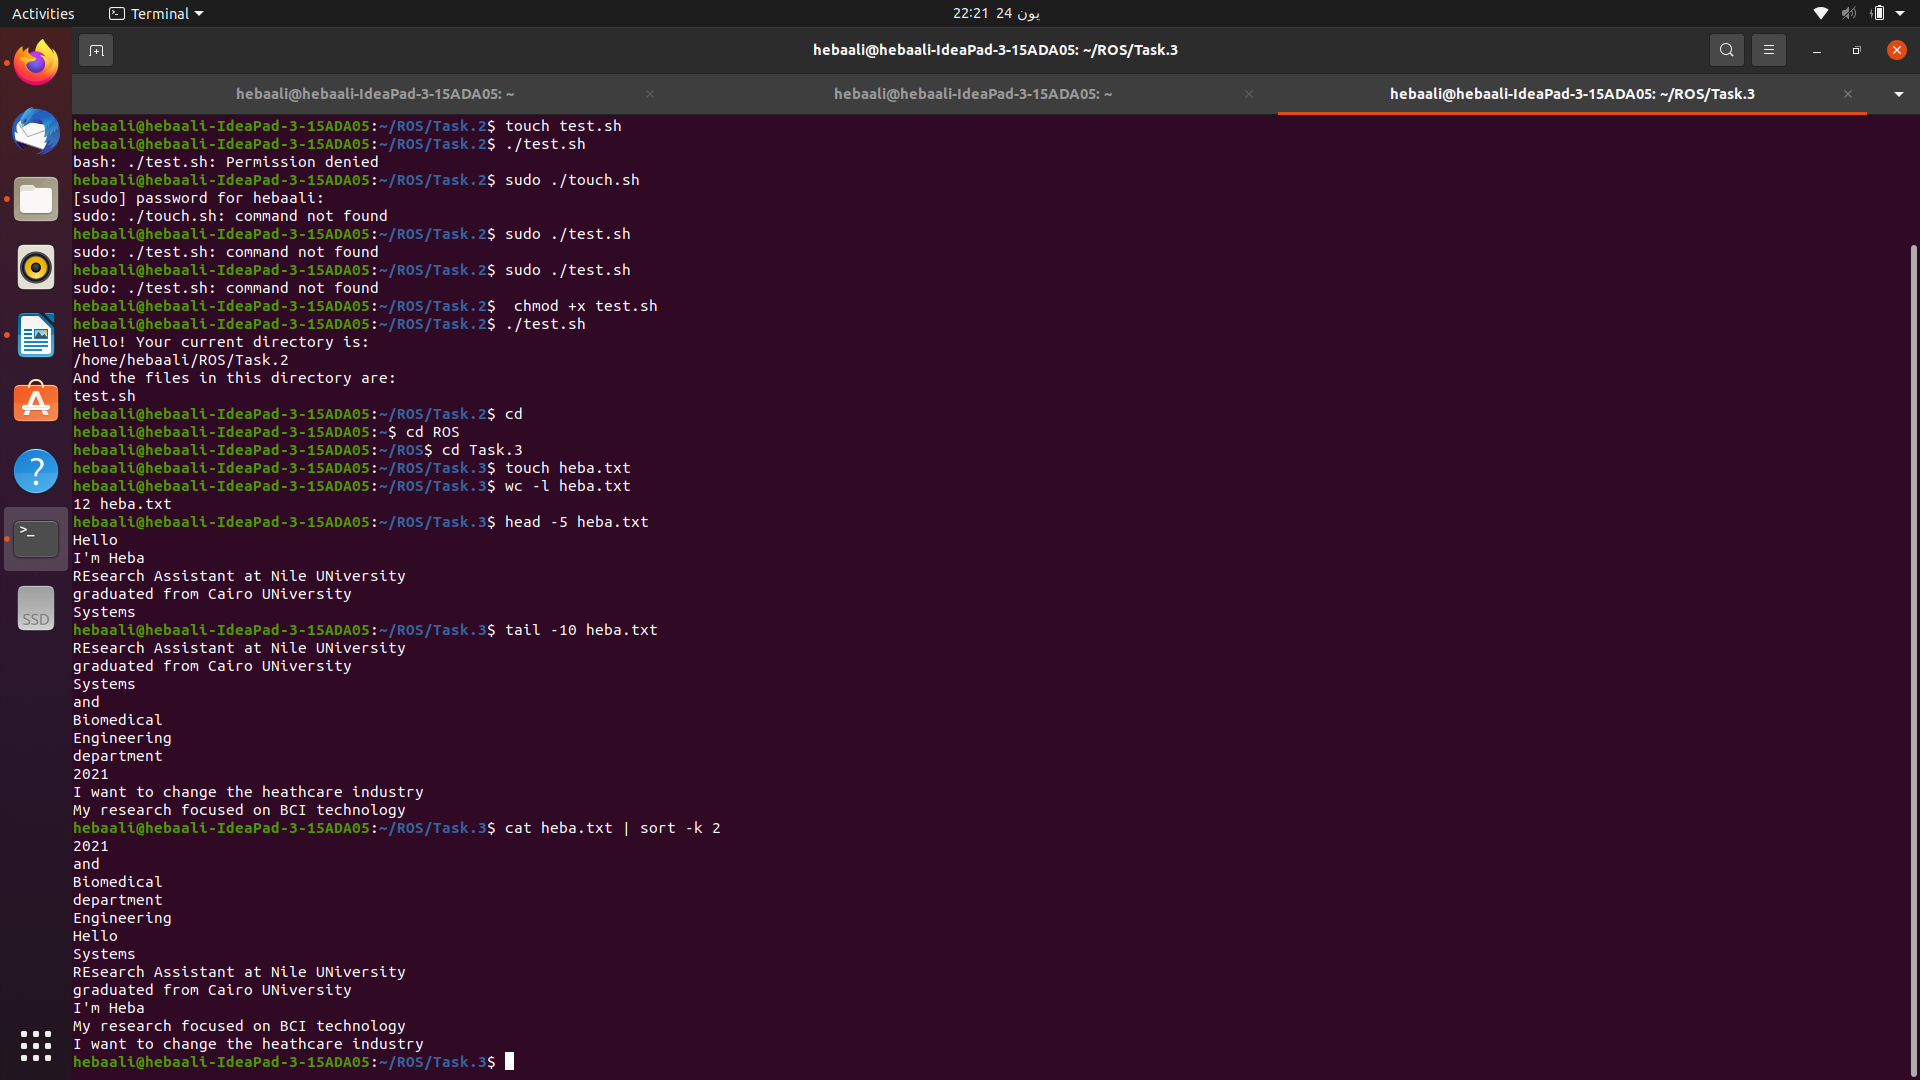 Activities
Terminal
22:21 24 يون
hebaali@hebaali-IdeaPad-3-15ADA05: ~/ROS/Task.3
hebaali@hebaali-IdeaPad-3-15ADA05: ~
hebaali@hebaali-IdeaPad-3-15ADA05: ~
hebaali@hebaali-IdeaPad-3-15ADA05: ~/ROS/Task.3
hebaali@hebaali-IdeaPad-3-15ADA05:~/ROS/Task.2$ touch test.sh
hebaali@hebaali-IdeaPad-3-15ADA05:~/ROS/Task.2$ ./test.sh
bash: ./test.sh: Permission denied
hebaali@hebaali-IdeaPad-3-15ADA05:~/ROS/Task.2$ sudo ./touch.sh
[sudo] password for hebaali:
sudo: ./touch.sh: command not found
hebaali@hebaali-IdeaPad-3-15ADA05:~/ROS/Task.2$ sudo ./test.sh
sudo: ./test.sh: command not found
hebaali@hebaali-IdeaPad-3-15ADA05:~/ROS/Task.2$ sudo ./test.sh
sudo: ./test.sh: command not found
hebaali@hebaali-IdeaPad-3-15ADA05:~/ROS/Task.2$  chmod +x test.sh
hebaali@hebaali-IdeaPad-3-15ADA05:~/ROS/Task.2$ ./test.sh
Hello! Your current directory is:
/home/hebaali/ROS/Task.2
And the files in this directory are:
test.sh
hebaali@hebaali-IdeaPad-3-15ADA05:~/ROS/Task.2$ cd
hebaali@hebaali-IdeaPad-3-15ADA05:~$ cd ROS
hebaali@hebaali-IdeaPad-3-15ADA05:~/ROS$ cd Task.3
hebaali@hebaali-IdeaPad-3-15ADA05:~/ROS/Task.3$ touch heba.txt
hebaali@hebaali-IdeaPad-3-15ADA05:~/ROS/Task.3$ wc -l heba.txt
12 heba.txt
hebaali@hebaali-IdeaPad-3-15ADA05:~/ROS/Task.3$ head -5 heba.txt
Hello
I'm Heba
REsearch Assistant at Nile UNiversity
graduated from Cairo UNiversity
Systems
hebaali@hebaali-IdeaPad-3-15ADA05:~/ROS/Task.3$ tail -10 heba.txt
REsearch Assistant at Nile UNiversity
graduated from Cairo UNiversity
Systems
and
Biomedical
Engineering
department
2021
I want to change the heathcare industry
My research focused on BCI technology
hebaali@hebaali-IdeaPad-3-15ADA05:~/ROS/Task.3$ cat heba.txt | sort -k 2
2021
and
Biomedical
department
Engineering
Hello
Systems
REsearch Assistant at Nile UNiversity
graduated from Cairo UNiversity
I'm Heba
My research focused on BCI technology
I want to change the heathcare industry
hebaali@hebaali-IdeaPad-3-15ADA05:~/ROS/Task.3$
SSD